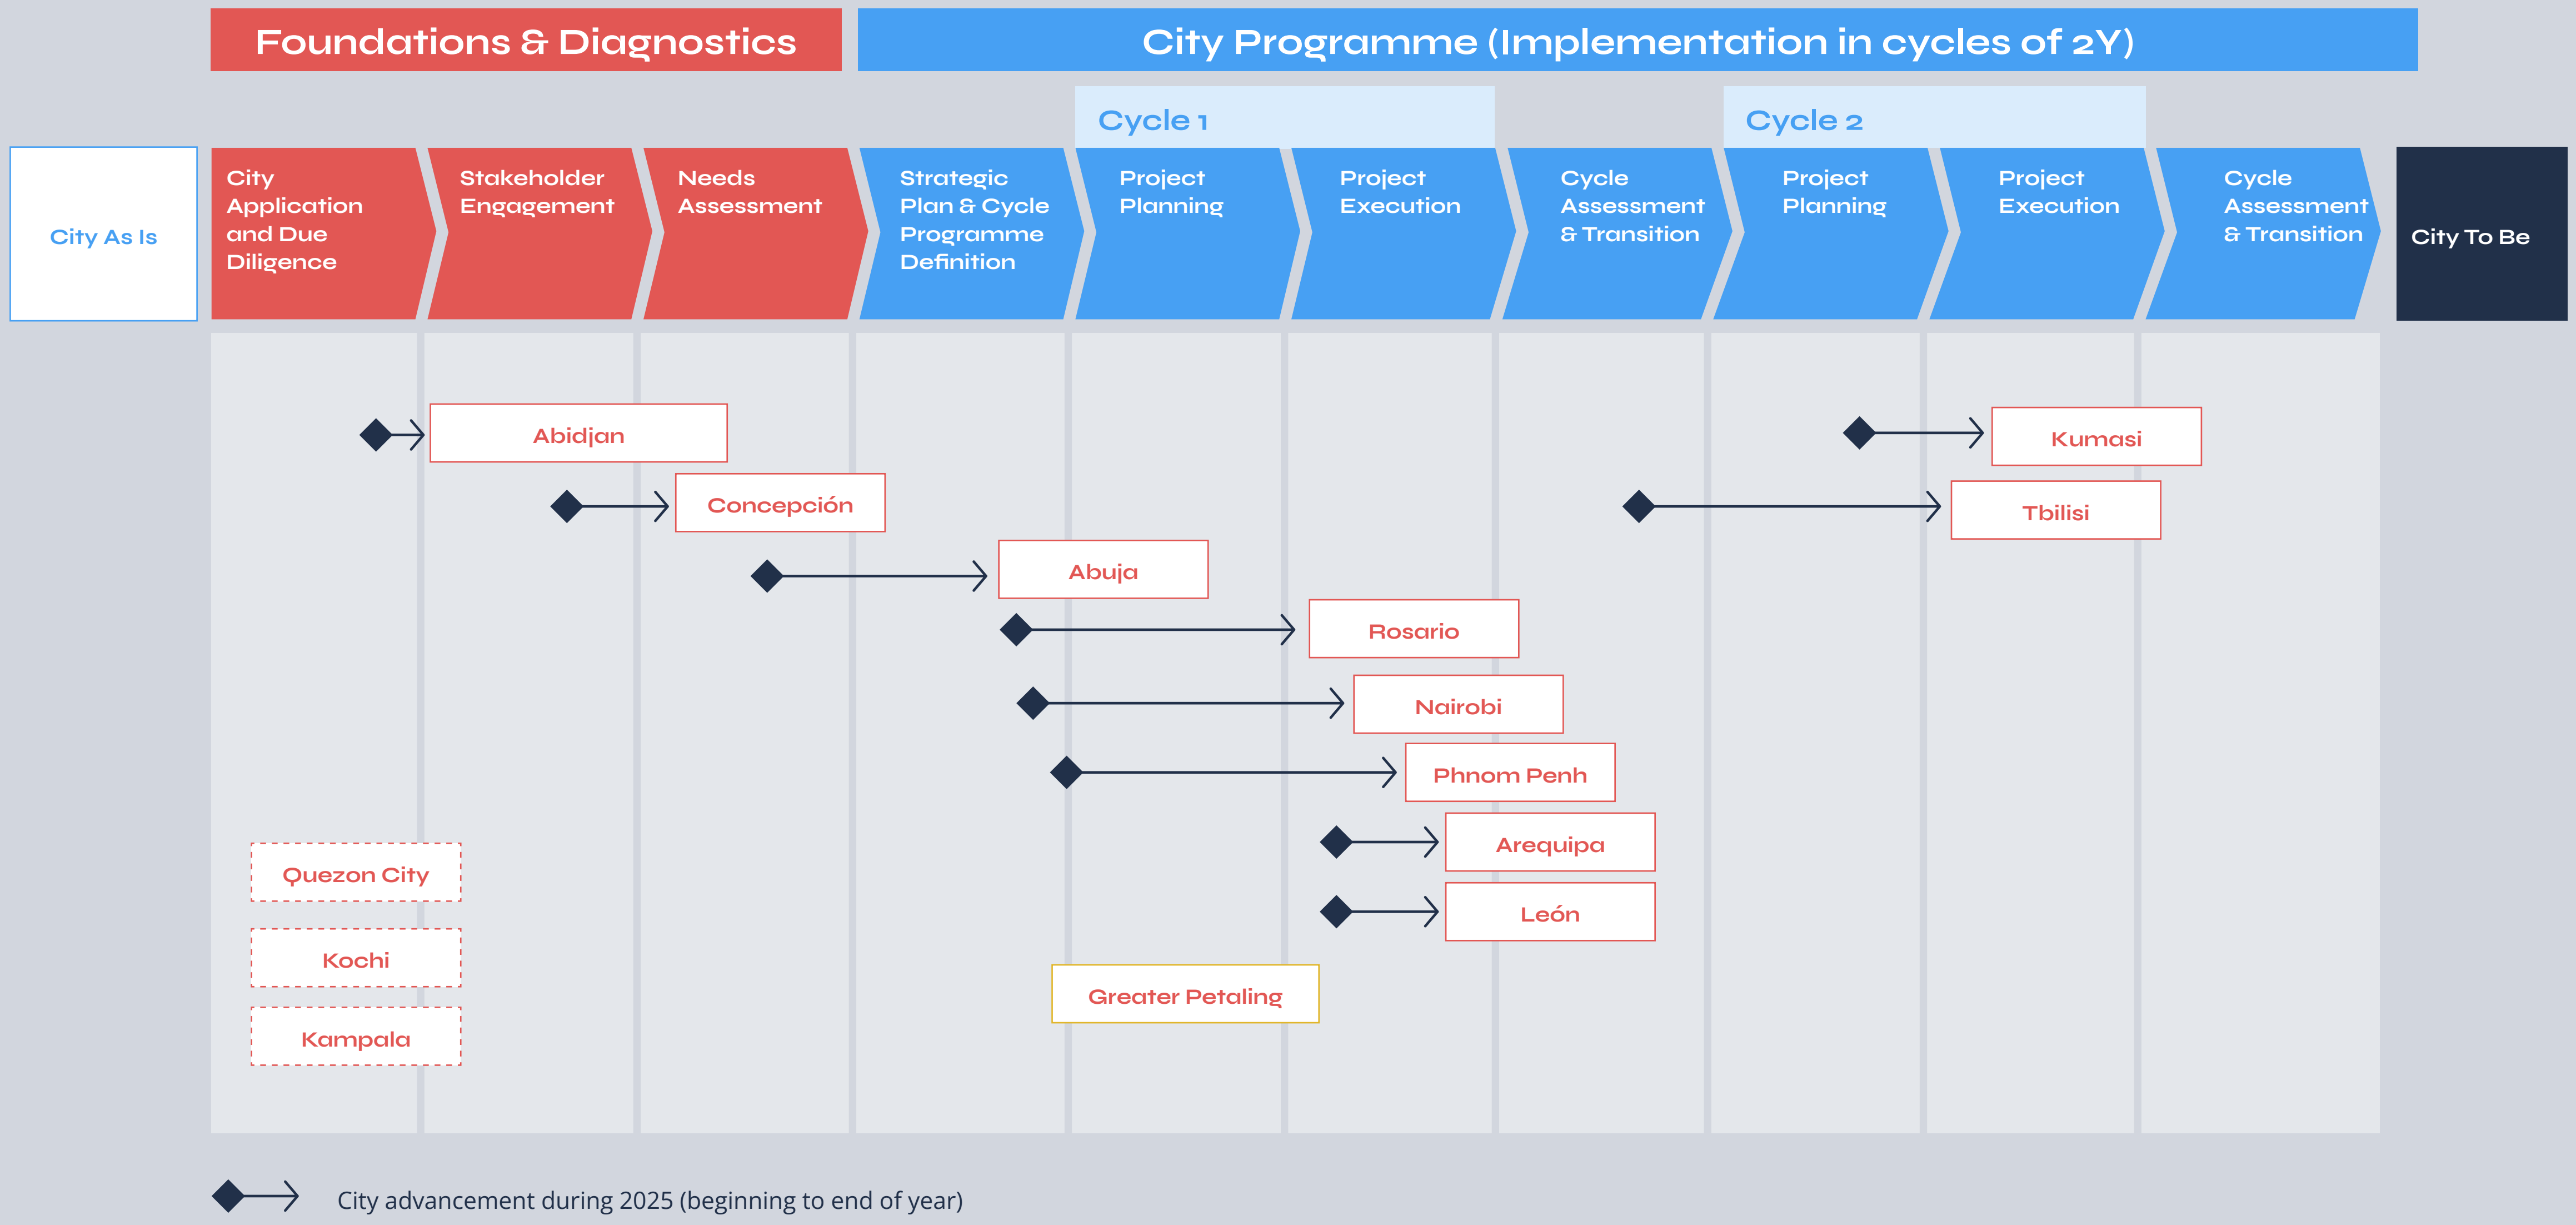 Foundations & Diagnostics
City Programme (Implementation in cycles of 2Y)
Cycle 1
Cycle 2
City As Is
City
Application
and Due
Diligence
Stakeholder
Engagement
Needs
Assessment
Strategic
Plan & Cycle
Programme
Definition
Project
Planning
Project
Execution
Cycle
Assessment
& Transition
Project
Planning
Project
Execution
Cycle
Assessment
& Transition
City To Be
Abidjan
Kumasi
Concepción
Tbilisi
Abuja
Rosario
Nairobi
Phnom Penh
Arequipa
Quezon City
León
Kochi
Greater Petaling
Kampala
City advancement during 2025 (beginning to end of year)